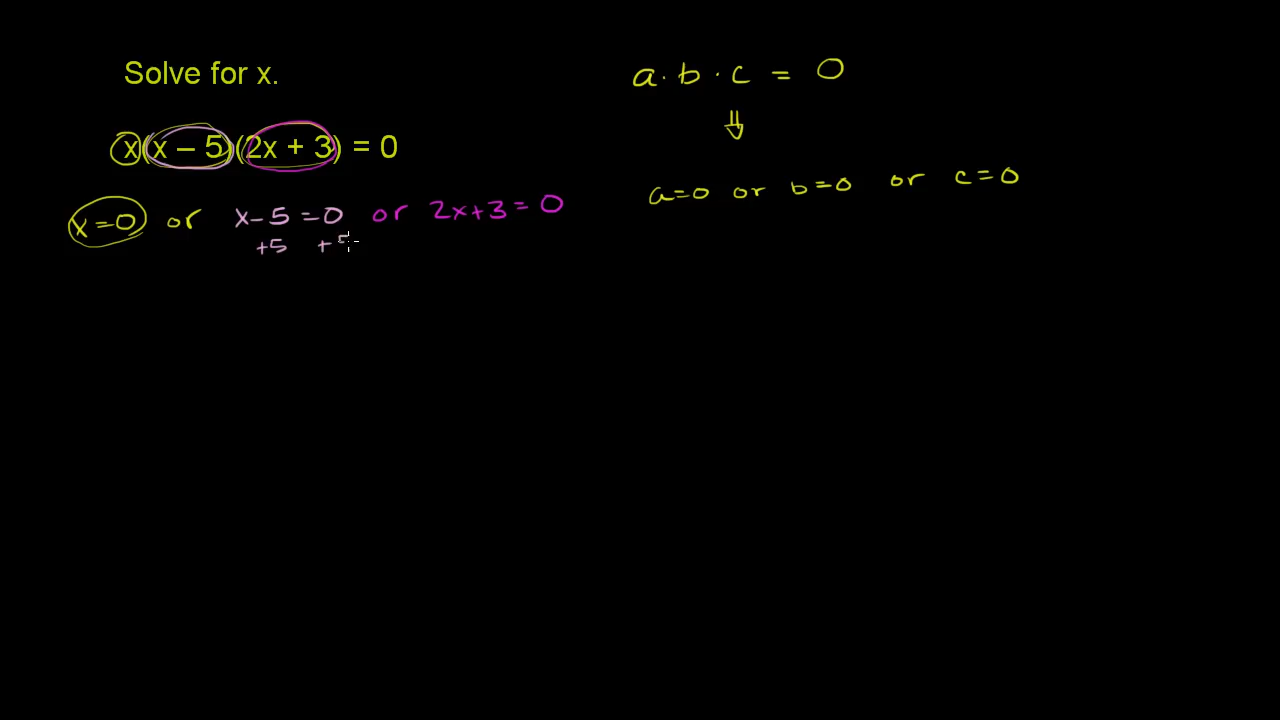 Solve for x.
x(x – 5)(2x + 3) = 0
x=0 or x-5=0 or 2x+3=0
+5 +5
a·b·c = 0
⇓
a=0 or b=0 or c=0